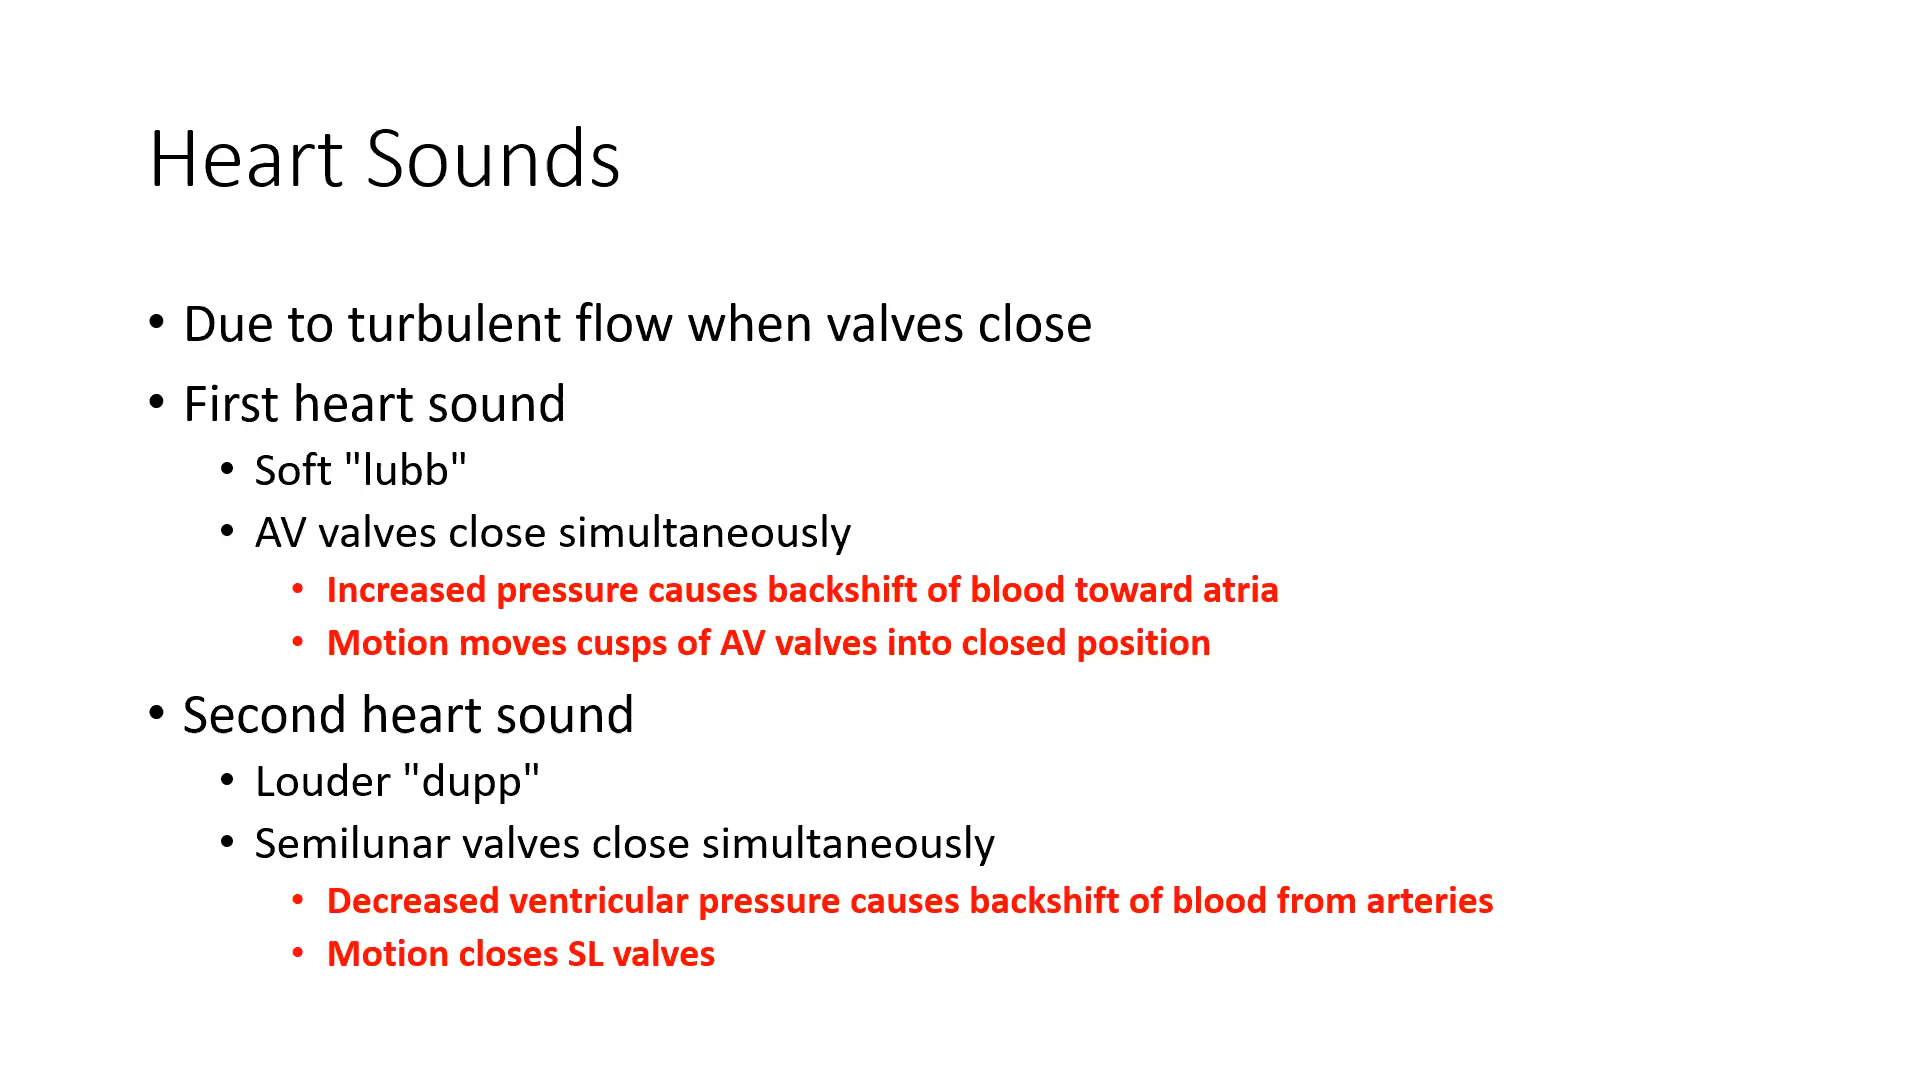 Heart Sounds
• Due to turbulent flow when valves close
• First heart sound
• Soft "lubb"
• AV valves close simultaneously
• Increased pressure causes backshift of blood toward atria
• Motion moves cusps of AV valves into closed position
• Second heart sound
• Louder "dupp"
• Semilunar valves close simultaneously
• Decreased ventricular pressure causes backshift of blood from arteries
• Motion closes SL valves